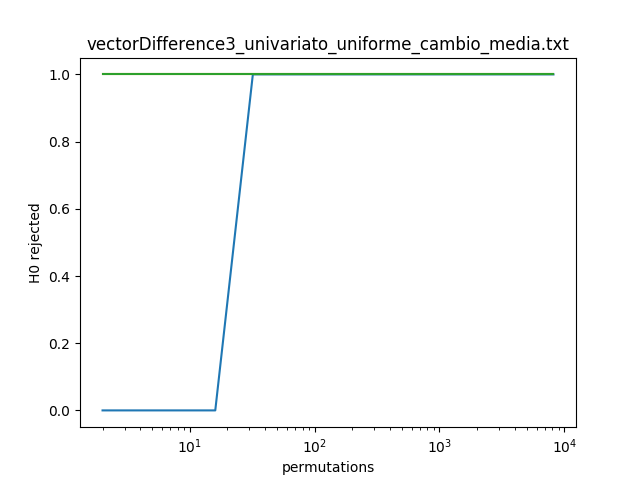 vectorDifference3_univariato_uniforme_cambio_media.txt
H0 rejected
1.0
0.8
0.6
0.4
0.2
0.0
10¹ 10² 10³ 10⁴
permutations